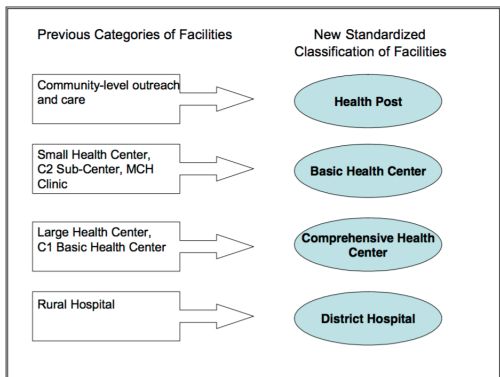 Previous Categories of Facilities
New Standardized
Classification of Facilities
Community-level outreach
and care
Health Post
Small Health Center,
C2 Sub-Center, MCH
Clinic
Basic Health Center
Large Health Center,
C1 Basic Health Center
Comprehensive Health
Center
Rural Hospital
District Hospital